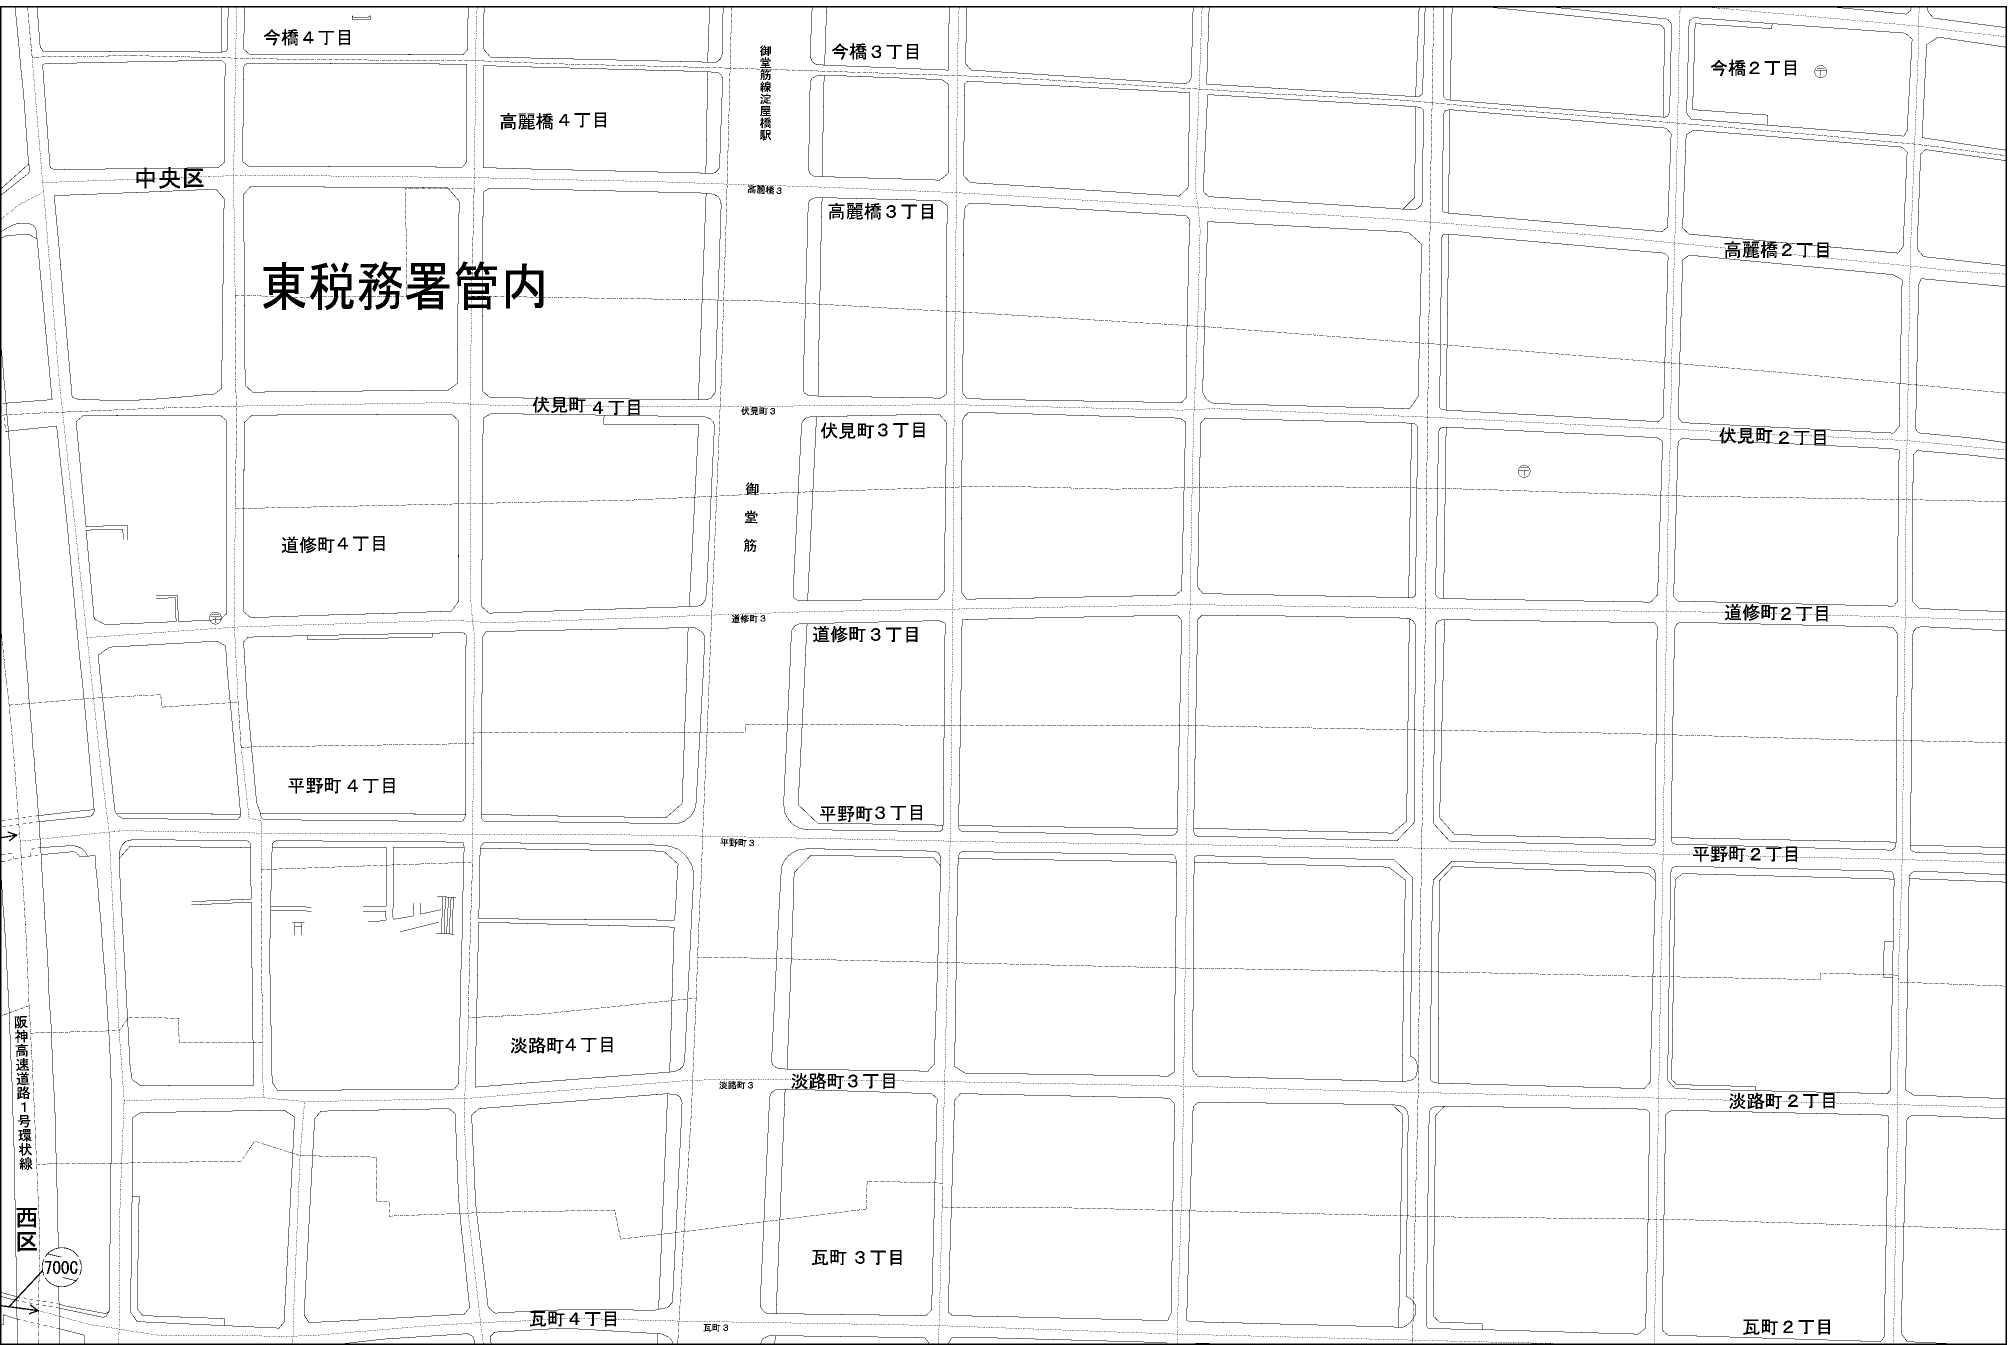 今橋４丁目
今橋３丁目
今橋２丁目
御堂筋線淀屋橋駅
高麗橋４丁目
中央区
高麗橋３
高麗橋３丁目
高麗橋２丁目
東税務署管内
伏見町４丁目
伏見町３
伏見町３丁目
伏見町２丁目
御堂筋
道修町４丁目
道修町３
道修町３丁目
道修町２丁目
平野町４丁目
平野町３丁目
平野町３
平野町２丁目
淡路町４丁目
阪神高速道路１号環状線
淡路町３
淡路町３丁目
淡路町２丁目
西区
700C
瓦町３丁目
瓦町４丁目
瓦町３
瓦町２丁目